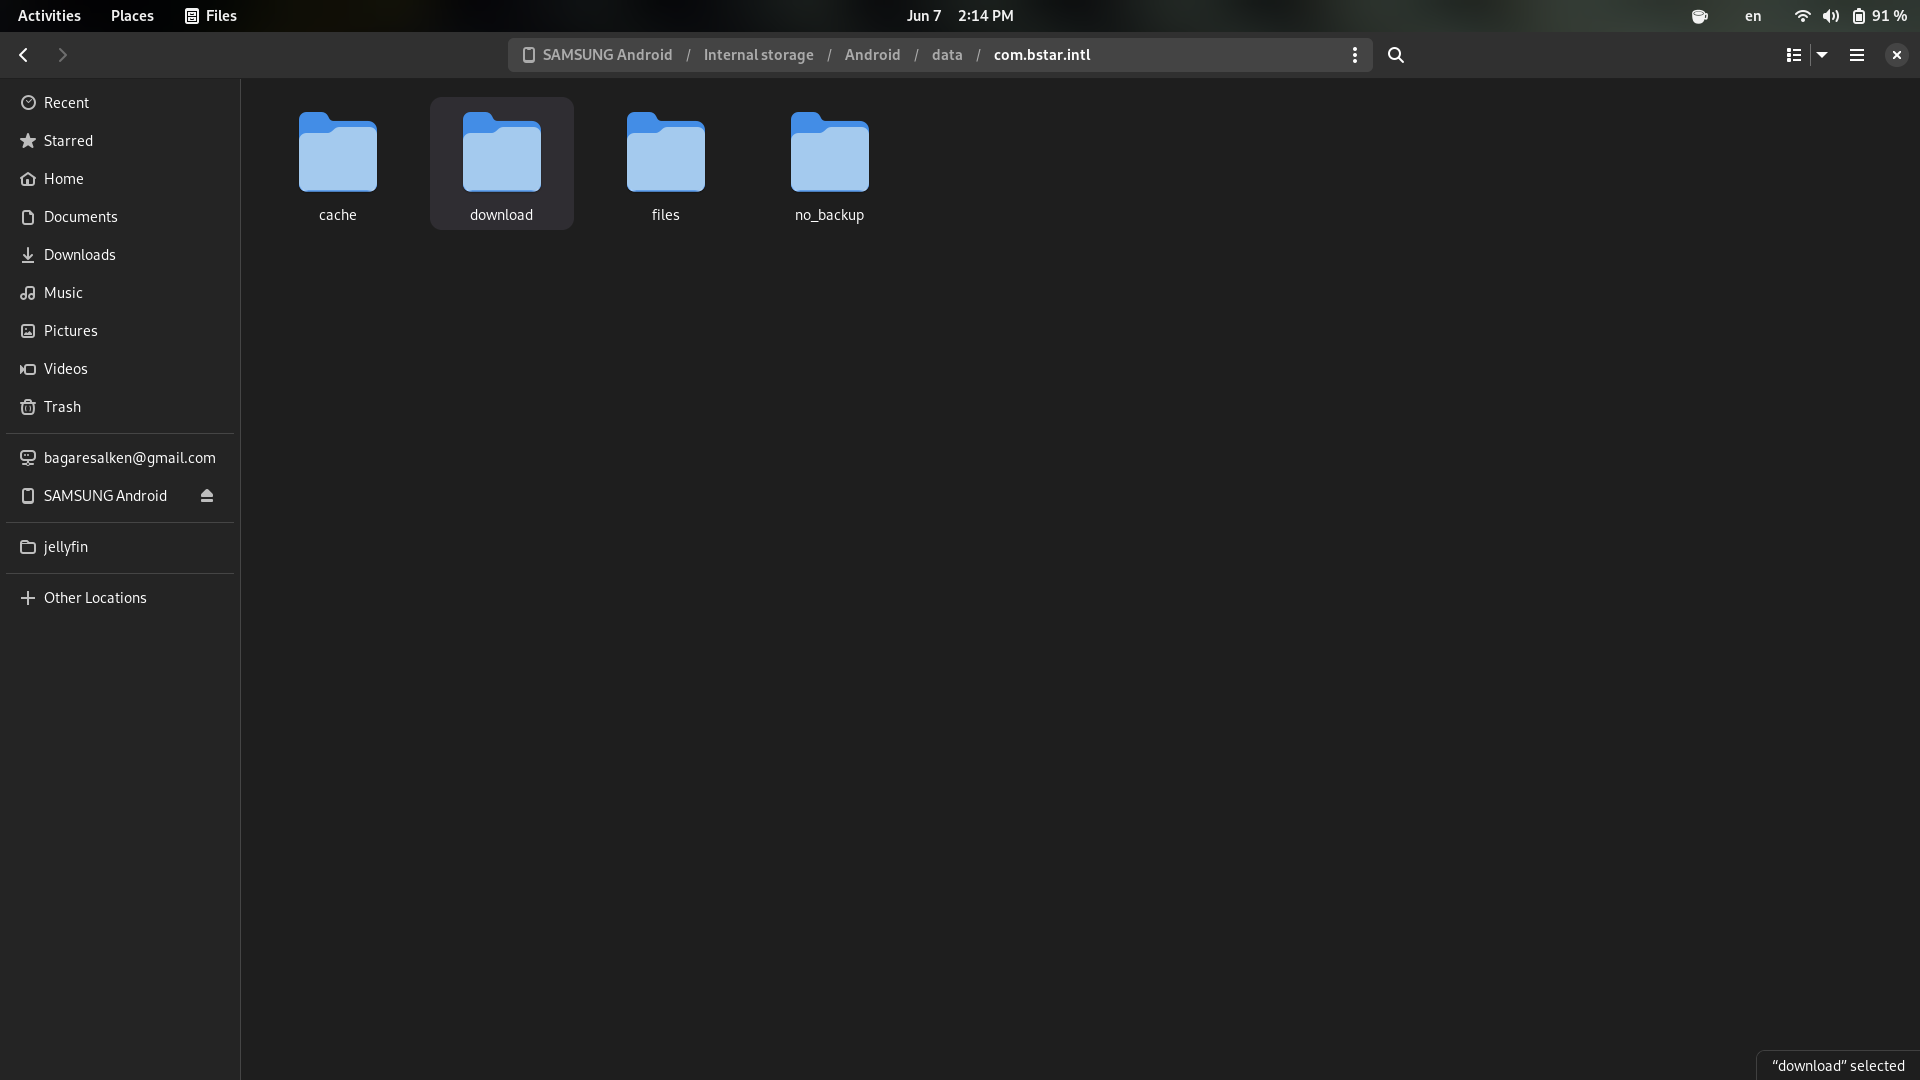 Activities Places Files Jun 7 2:14 PM en 91 %
SAMSUNG Android / Internal storage / Android / data / com.bstar.intl
Recent
Starred
Home
Documents
Downloads
Music
Pictures
Videos
Trash
bagaresalken@gmail.com
SAMSUNG Android
jellyfin
Other Locations
cache download files no_backup
“download” selected